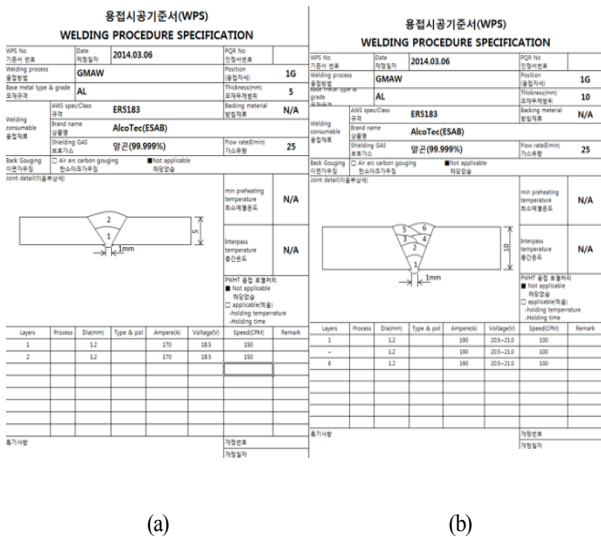 용접시공기준서(WPS)
WELDING PROCEDURE SPECIFICATION
WPS No
기준서 번호
Date
제정일자
2014.03.06
PQR No
인정서번호
Welding process
용접방법
GMAW
Position
(용접자세)
1G
Base metal type & grade
모재규격
AL
Thickness(mm)
모재두께범위
5
Welding
consumable
용접재료
AWS spec/Class
규격
ER5183
Backing meterial
받침재료
N/A
Brand name
상품명
AlcoTec(ESAB)
Shielding GAS
보호가스
알곤(99.999%)
Flow rate(ℓ/min)
가스유량
25
Back Gouging
이면가우징
□ Air arc carbon gouging
탄소아크가우징
■Not applicable
해당없슴
Joint detail(이음부상세)
2
1
5
1mm
min preheating
temperature
최소예열온도
N/A
Interpass
temperature
층간온도
N/A
PWHT 용접 후열처리
■ Not applicable
해당없슴
□ applicable(적용)
-holding temperature
-Holding time
Layers Process Dia(mm) Type & pol Ampere(A) Voltage(V) Speed(CPM) Remark
1 1.2 170 18.5 150
2 1.2 170 18.5 150
특기사항
개정번호
개정일자
(a)
용접시공기준서(WPS)
WELDING PROCEDURE SPECIFICATION
WPS No
기준서 번호
Date
제정일자
2014.03.06
PQR No
인정서번호
Welding process
용접방법
GMAW
Position
(용접자세)
1G
Base metal type &
grade
모재규격
AL
Thickness(mm)
모재두께범위
10
Welding
consumable
용접재료
AWS spec/Class
규격
ER5183
Backing meterial
받침재료
N/A
Brand name
상품명
AlcoTec(ESAB)
Shielding GAS
보호가스
알곤(99.999%)
Flow rate(ℓ/min)
가스유량
25
Back Gouging
이면가우징
□ Air arc carbon gouging
탄소아크가우징
■Not applicable
해당없슴
Joint detail(이음부상세)
5 6
3 4
2
1
10
1mm
min preheating
temperature
최소예열온도
N/A
Interpass
temperature
층간온도
N/A
PWHT 용접 후열처리
■ Not applicable
해당없슴
□ applicable(적용)
-holding temperature
-Holding time
Layers Process Dia(mm) Type & pol Ampere(A) Voltage(V) Speed(CPM) Remark
1 1.2 190 20.5~21.0 100
~ 1.2 190 20.5~21.0 100
6 1.2 190 20.5~21.0 100
특기사항
개정번호
개정일자
(b)